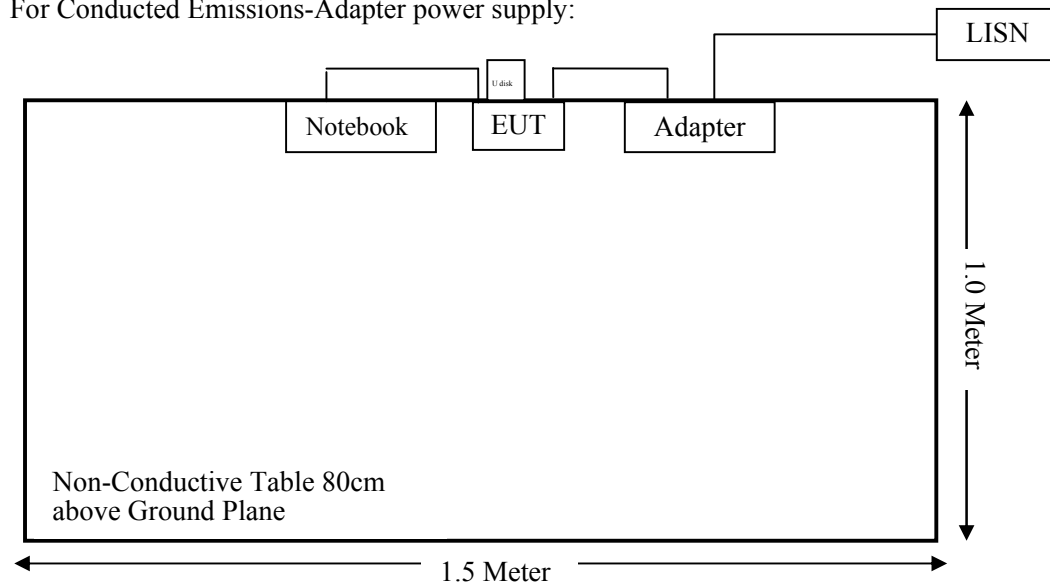 For Conducted Emissions-Adapter power supply:
LISN
U disk
Notebook
EUT
Adapter
1.0 Meter
Non-Conductive Table 80cm
above Ground Plane
1.5 Meter